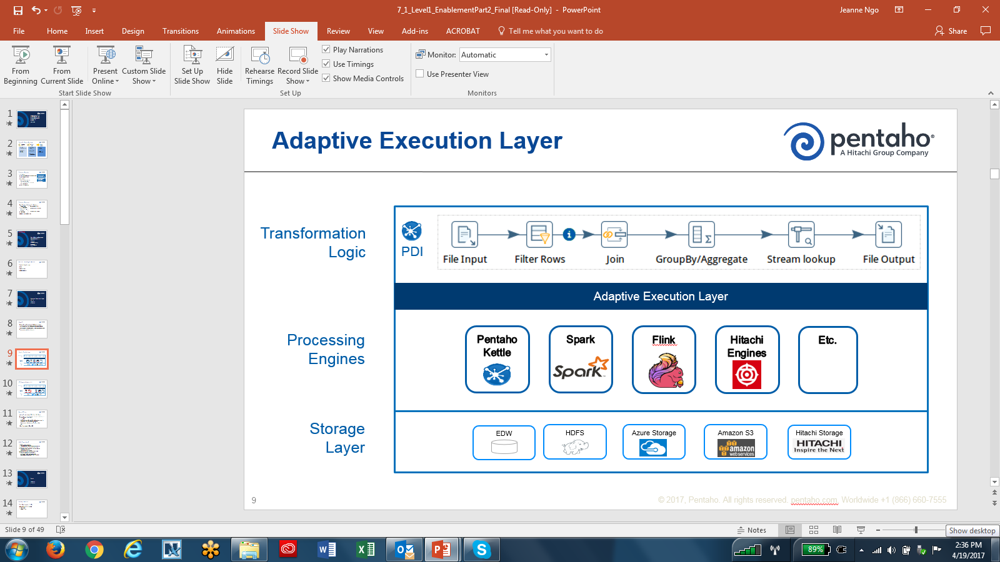 7_1_Level1_EnablementPart2_Final [Read-Only] - PowerPoint
Jeanne Ngo
File Home Insert Design Transitions Animations Slide Show Review View Add-ins ACROBAT Tell me what you want to do Share
From Beginning
From Current Slide
Present Online
Custom Slide Show
Start Slide Show
Set Up Slide Show
Hide Slide
Rehearse Timings
Record Slide Show
Play Narrations
Use Timings
Show Media Controls
Set Up
Monitor: Automatic
Use Presenter View
Monitors
1
2
3
4
5
6
7
8
9
10
11
12
13
14
Adaptive Execution Layer
pentaho®
A Hitachi Group Company
Transformation
Logic
PDI
File Input
Filter Rows
Join
GroupBy/Aggregate
Stream lookup
File Output
Adaptive Execution Layer
Processing
Engines
Pentaho
Kettle
Spark
Spark
Flink
Hitachi
Engines
Etc.
Storage
Layer
EDW
HDFS
Azure Storage
Amazon S3
amazon
webservices
Hitachi Storage
HITACHI
Inspire the Next
9
© 2017, Pentaho. All rights reserved. pentaho.com. Worldwide +1 (866) 660-7555
Slide 9 of 49
Notes
Show desktop
89%
2:36 PM
4/19/2017